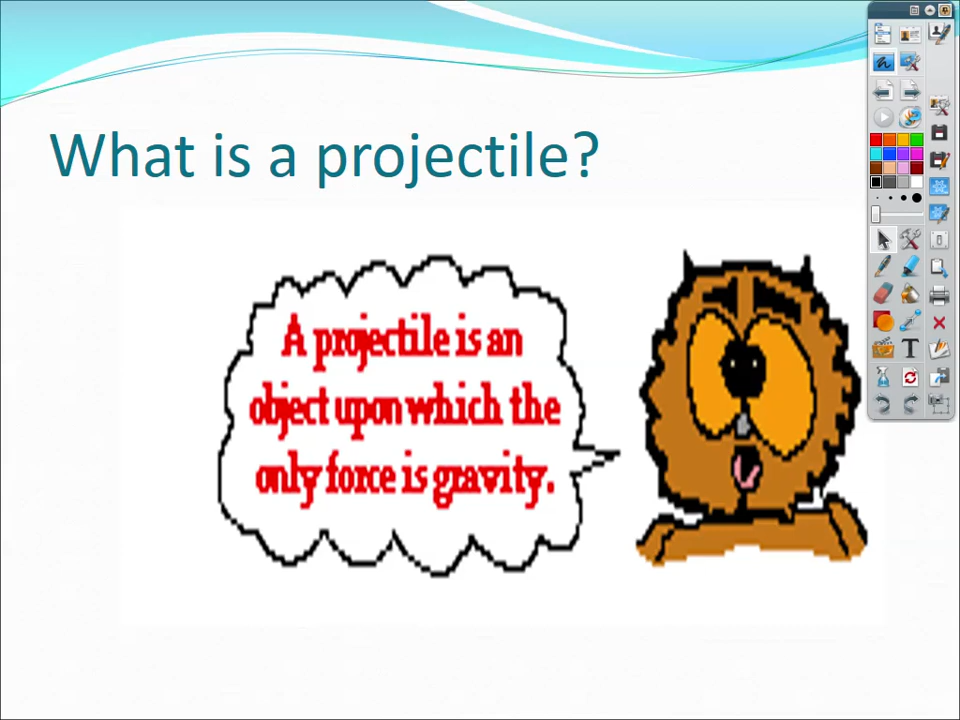 What is a projectile?
A projectile is an
object upon which the
only force is gravity.